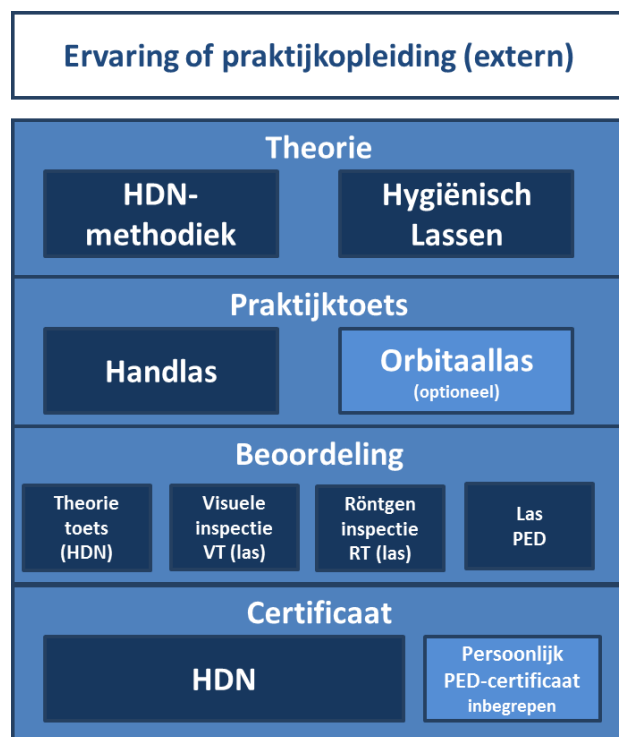 Ervaring of praktijkopleiding (extern)
Theorie
HDN-
methodiek
Hygiënisch
Lassen
Praktijktoets
Handlas
Orbitaallas
(optioneel)
Beoordeling
Theorie
toets
(HDN)
Visuele
inspectie
VT (las)
Röntgen
inspectie
RT (las)
Las
PED
Certificaat
HDN
Persoonlijk
PED-certificaat
inbegrepen